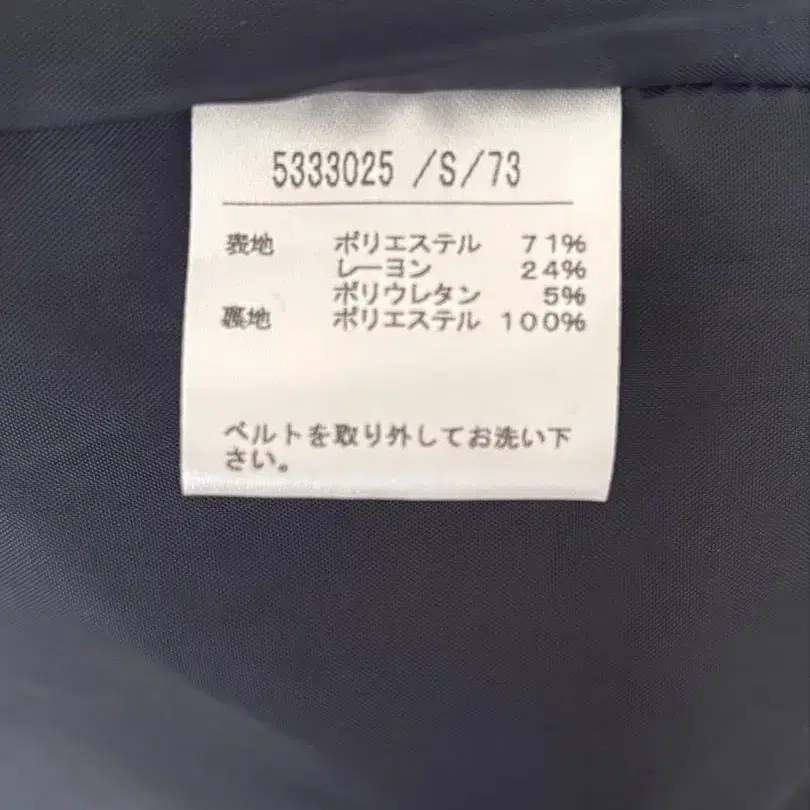 5333025 /S/73
表地 ポリエステル 71%
レーヨン 24%
ポリウレタン 5%
裏地 ポリエステル 100%
ベルトを取り外してお洗い下
さい。